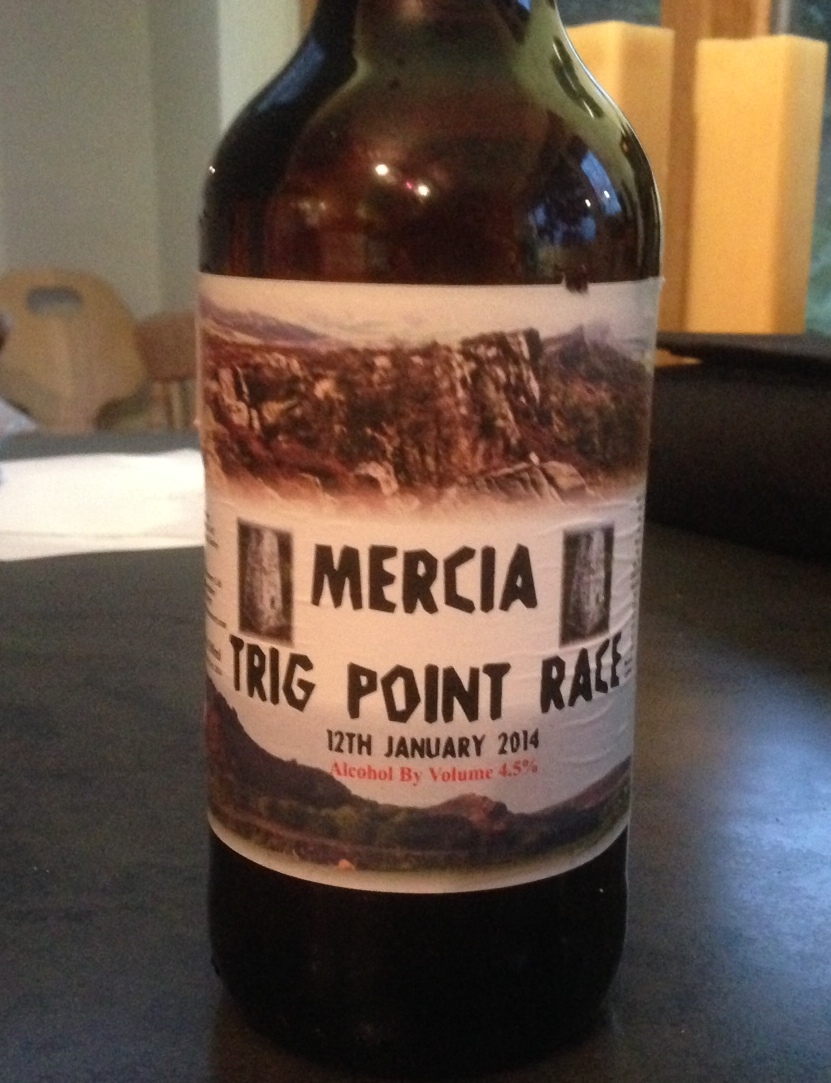 MERCIA
TRIG POINT RACE
12TH JANUARY 2014
Alcohol By Volume 4.5%